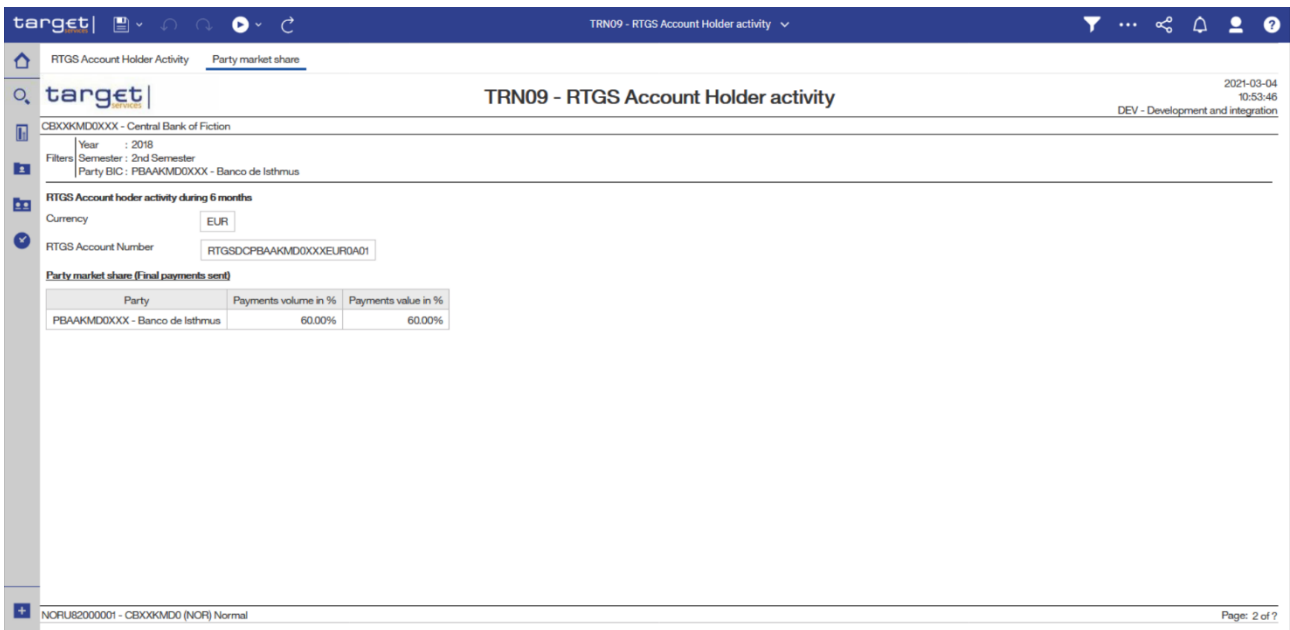 target|
services
TRN09 - RTGS Account Holder activity
RTGS Account Holder Activity Party market share
target|
services
TRN09 - RTGS Account Holder activity
2021-03-04
10:53:46
DEV - Development and integration
CBXXKMD0XXX - Central Bank of Fiction
Year : 2018
Filters Semester : 2nd Semester
Party BIC : PBAAKMD0XXX - Banco de Isthmus
RTGS Account hoder activity during 6 months
Currency EUR
RTGS Account Number RTGSDCPBAAKMD0XXXEUR0A01
Party market share (Final payments sent)
Party Payments volume in % Payments value in %
PBAAKMD0XXX - Banco de Isthmus 60.00% 60.00%
NORU82000001 - CBXXKMD0 (NOR) Normal Page: 2 of ?